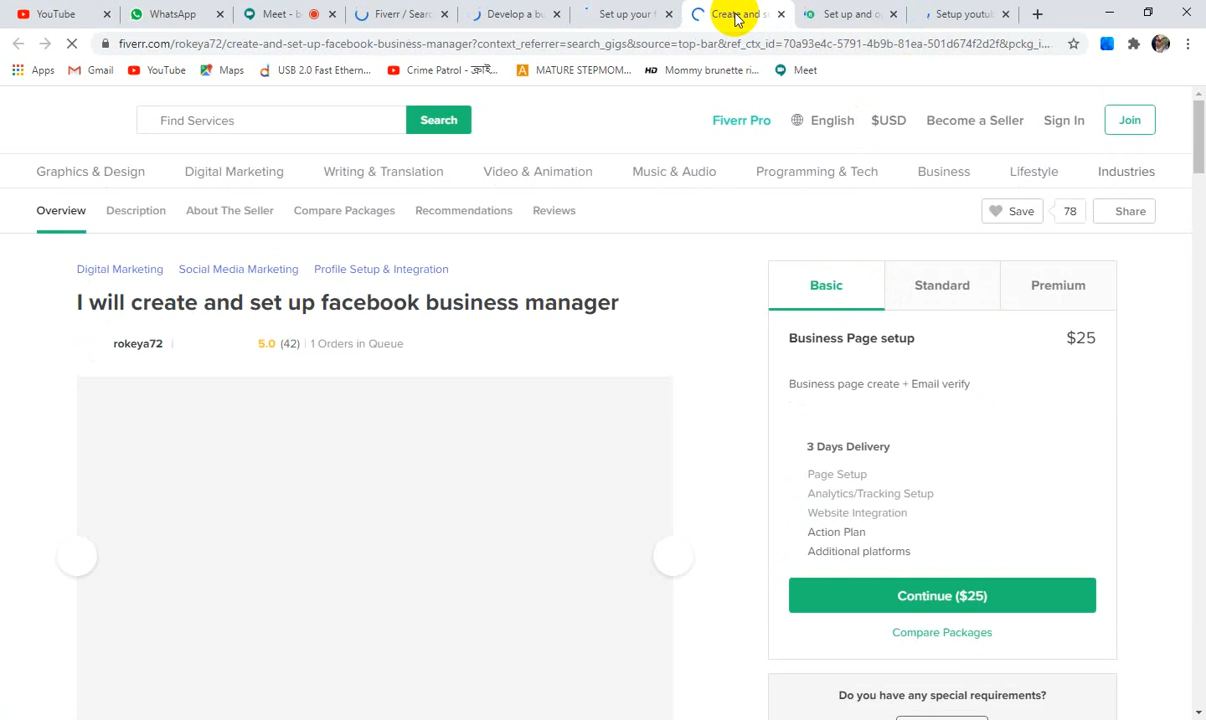 YouTube WhatsApp Meet - b Fiverr / Sear Develop a bu Set up your Create and s Set up and o Setup youtub
fiverr.com/rokeya72/create-and-set-up-facebook-business-manager?context_referrer=search_gigs&source=top-bar&ref_ctx_id=70a93e4c-5791-4b9b-81ea-501d674f2d2f&pckg_i...
Apps Gmail YouTube Maps USB 2.0 Fast Ethern... Crime Patrol - ক্রাই... MATURE STEPMOM... Mommy brunette ri... Meet
Find Services Search Fiverr Pro English $USD Become a Seller Sign In Join
Graphics & Design Digital Marketing Writing & Translation Video & Animation Music & Audio Programming & Tech Business Lifestyle Industries
Overview Description About The Seller Compare Packages Recommendations Reviews Save 78 Share
Digital Marketing Social Media Marketing Profile Setup & Integration
I will create and set up facebook business manager
rokeya72 5.0 (42) 1 Orders in Queue
Basic Standard Premium
Business Page setup $25
Business page create + Email verify
3 Days Delivery
Page Setup
Analytics/Tracking Setup
Website Integration
Action Plan
Additional platforms
Continue ($25)
Compare Packages
Do you have any special requirements?